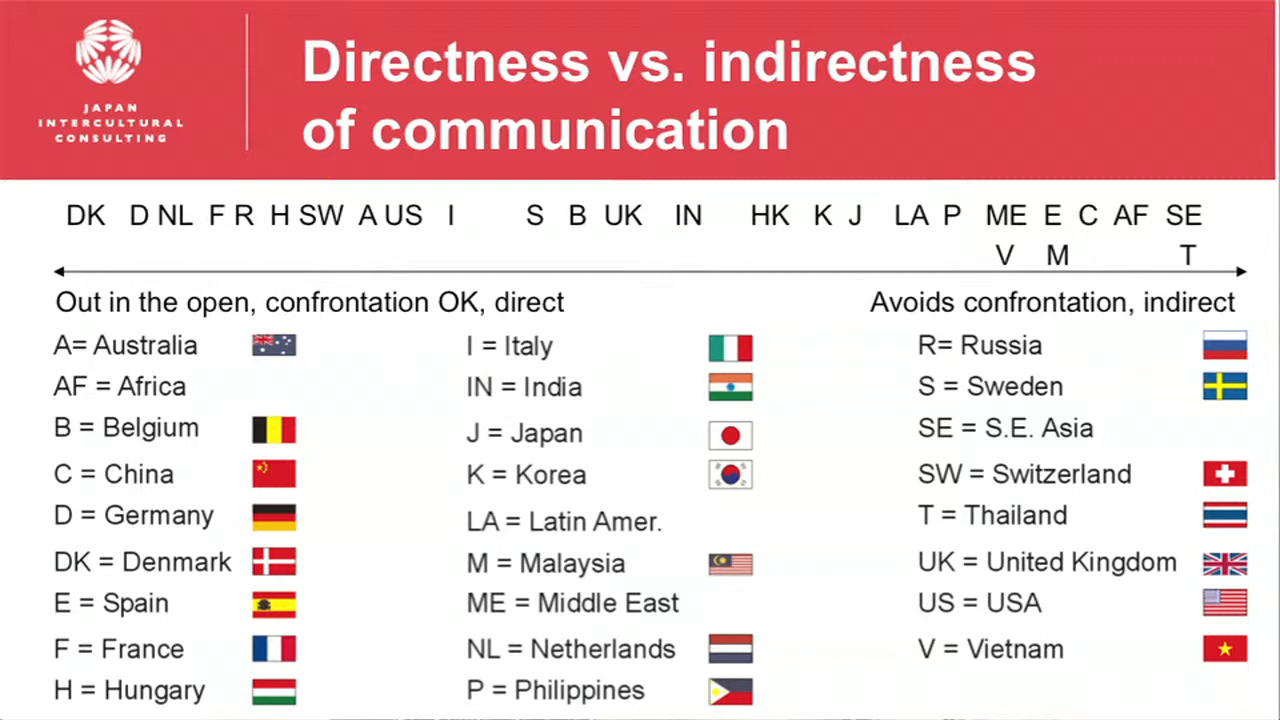 JAPAN
INTERCULTURAL
CONSULTING
Directness vs. indirectness
of communication
DK D NL F R H SW A US I S B UK IN HK K J LA P ME E C AF SE
V M T
Out in the open, confrontation OK, direct
Avoids confrontation, indirect
A= Australia
AF = Africa
B = Belgium
C = China
D = Germany
DK = Denmark
E = Spain
F = France
H = Hungary
I = Italy
IN = India
J = Japan
K = Korea
LA = Latin Amer.
M = Malaysia
ME = Middle East
NL = Netherlands
P = Philippines
R= Russia
S = Sweden
SE = S.E. Asia
SW = Switzerland
T = Thailand
UK = United Kingdom
US = USA
V = Vietnam